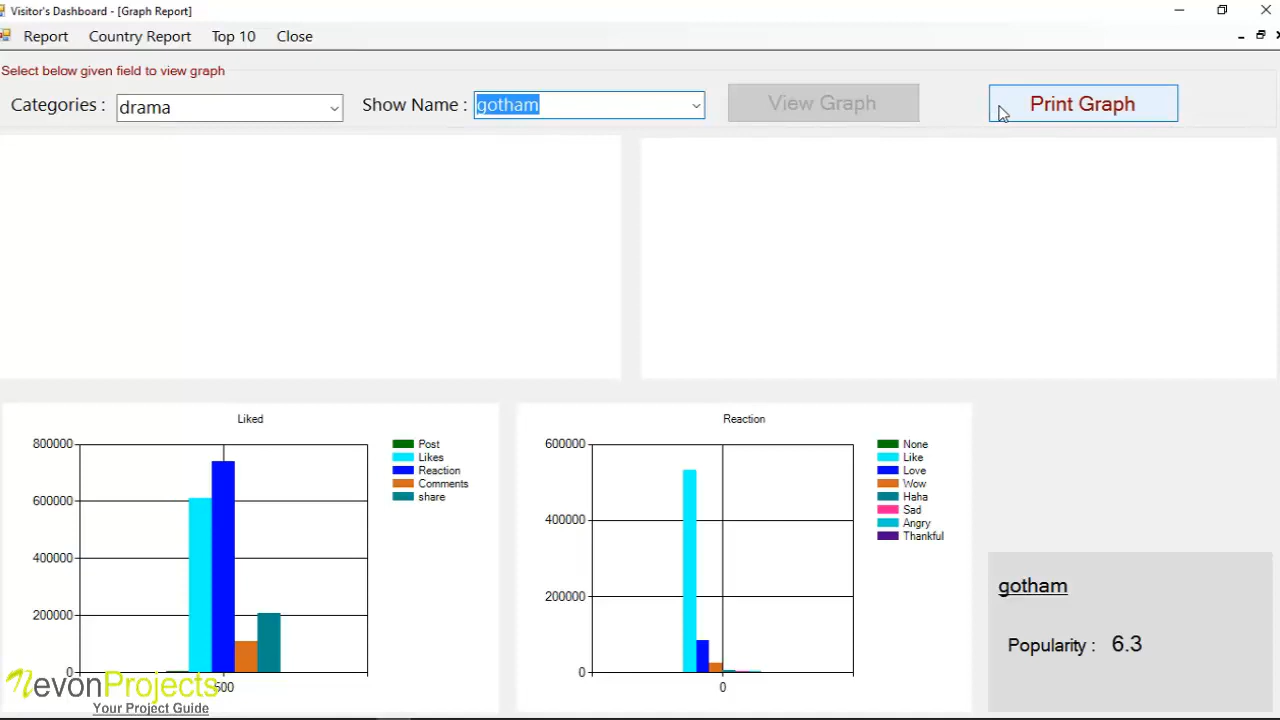 Visitor's Dashboard - [Graph Report]
Report Country Report Top 10 Close
Select below given field to view graph
Categories : drama Show Name : gotham View Graph Print Graph
Liked
800000
600000
400000
200000
0
500
Post
Likes
Reaction
Comments
share
Reaction
600000
400000
200000
0
0
None
Like
Love
Wow
Haha
Sad
Angry
Thankful
gotham
Popularity : 6.3
NevonProjects
Your Project Guide